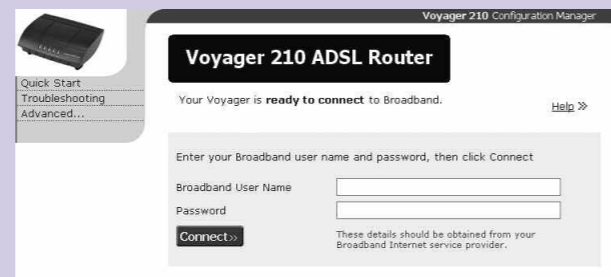 Voyager 210 Configuration Manager
Voyager 210 ADSL Router
Quick Start
Troubleshooting
Advanced...
Your Voyager is ready to connect to Broadband.
Help »
Enter your Broadband user name and password, then click Connect
Broadband User Name
Password
Connect»
These details should be obtained from your
Broadband Internet service provider.